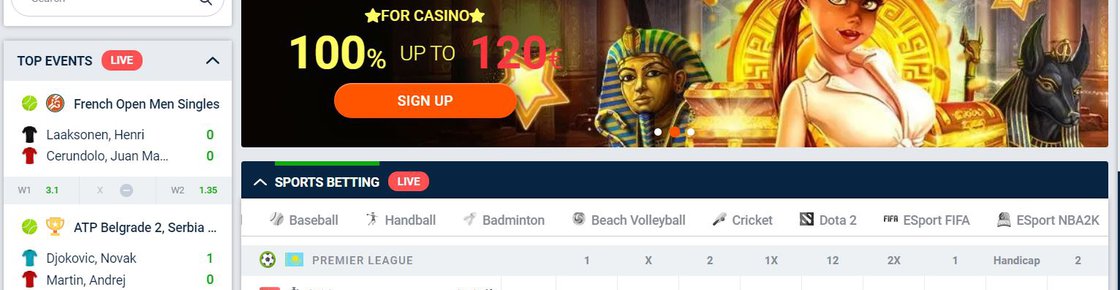 Search
TOP EVENTS LIVE
French Open Men Singles
Laaksonen, Henri 0
Cerundolo, Juan Ma... 0
W1 3.1 X W2 1.35
ATP Belgrade 2, Serbia ...
Djokovic, Novak 1
Martin, Andrej 0
FOR CASINO
100% UP TO 120€
SIGN UP
SPORTS BETTING LIVE
Baseball Handball Badminton Beach Volleyball Cricket Dota 2 FIFA ESport FIFA ESport NBA2K
PREMIER LEAGUE 1 X 2 1X 12 2X 1 Handicap 2